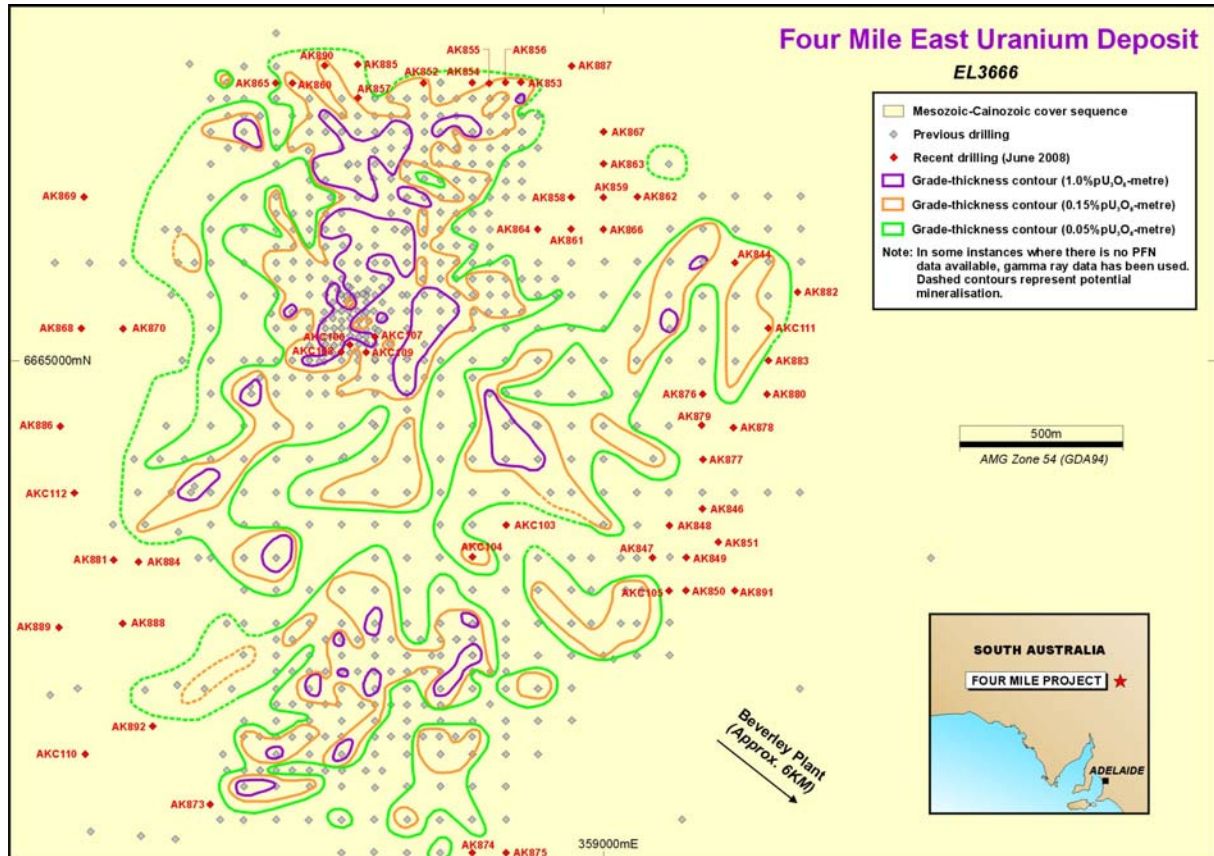 Four Mile East Uranium Deposit
EL3666
Mesozoic-Cainozoic cover sequence
Previous drilling
Recent drilling (June 2008)
Grade-thickness contour (1.0%pU₃O₈-metre)
Grade-thickness contour (0.15%pU₃O₈-metre)
Grade-thickness contour (0.05%pU₃O₈-metre)
Note: In some instances where there is no PFN
data available, gamma ray data has been used.
Dashed contours represent potential
mineralisation.
AK855
AK856
AK890
AK885
AK852
AK854
AK887
AK865
AK860
AK853
AK857
AK867
AK863
AK859
AK869
AK858
AK862
AK864
AK861
AK866
AK844
AK882
AK868
AK870
AKC107
AKC111
AKC106
AKC108
AKC109
6665000mN
AK883
AK876
AK880
AK879
AK886
AK878
500m
AMG Zone 54 (GDA94)
AK877
AKC112
AK846
AKC103
AK848
AK851
AKC104
AK847
AK849
AK881
AK884
AKC105
AK850
AK891
AK889
AK888
SOUTH AUSTRALIA
FOUR MILE PROJECT
ADELAIDE
AK892
AKC110
Beverley Plant
(Approx. 6KM)
AK873
AK874
AK875
359000mE